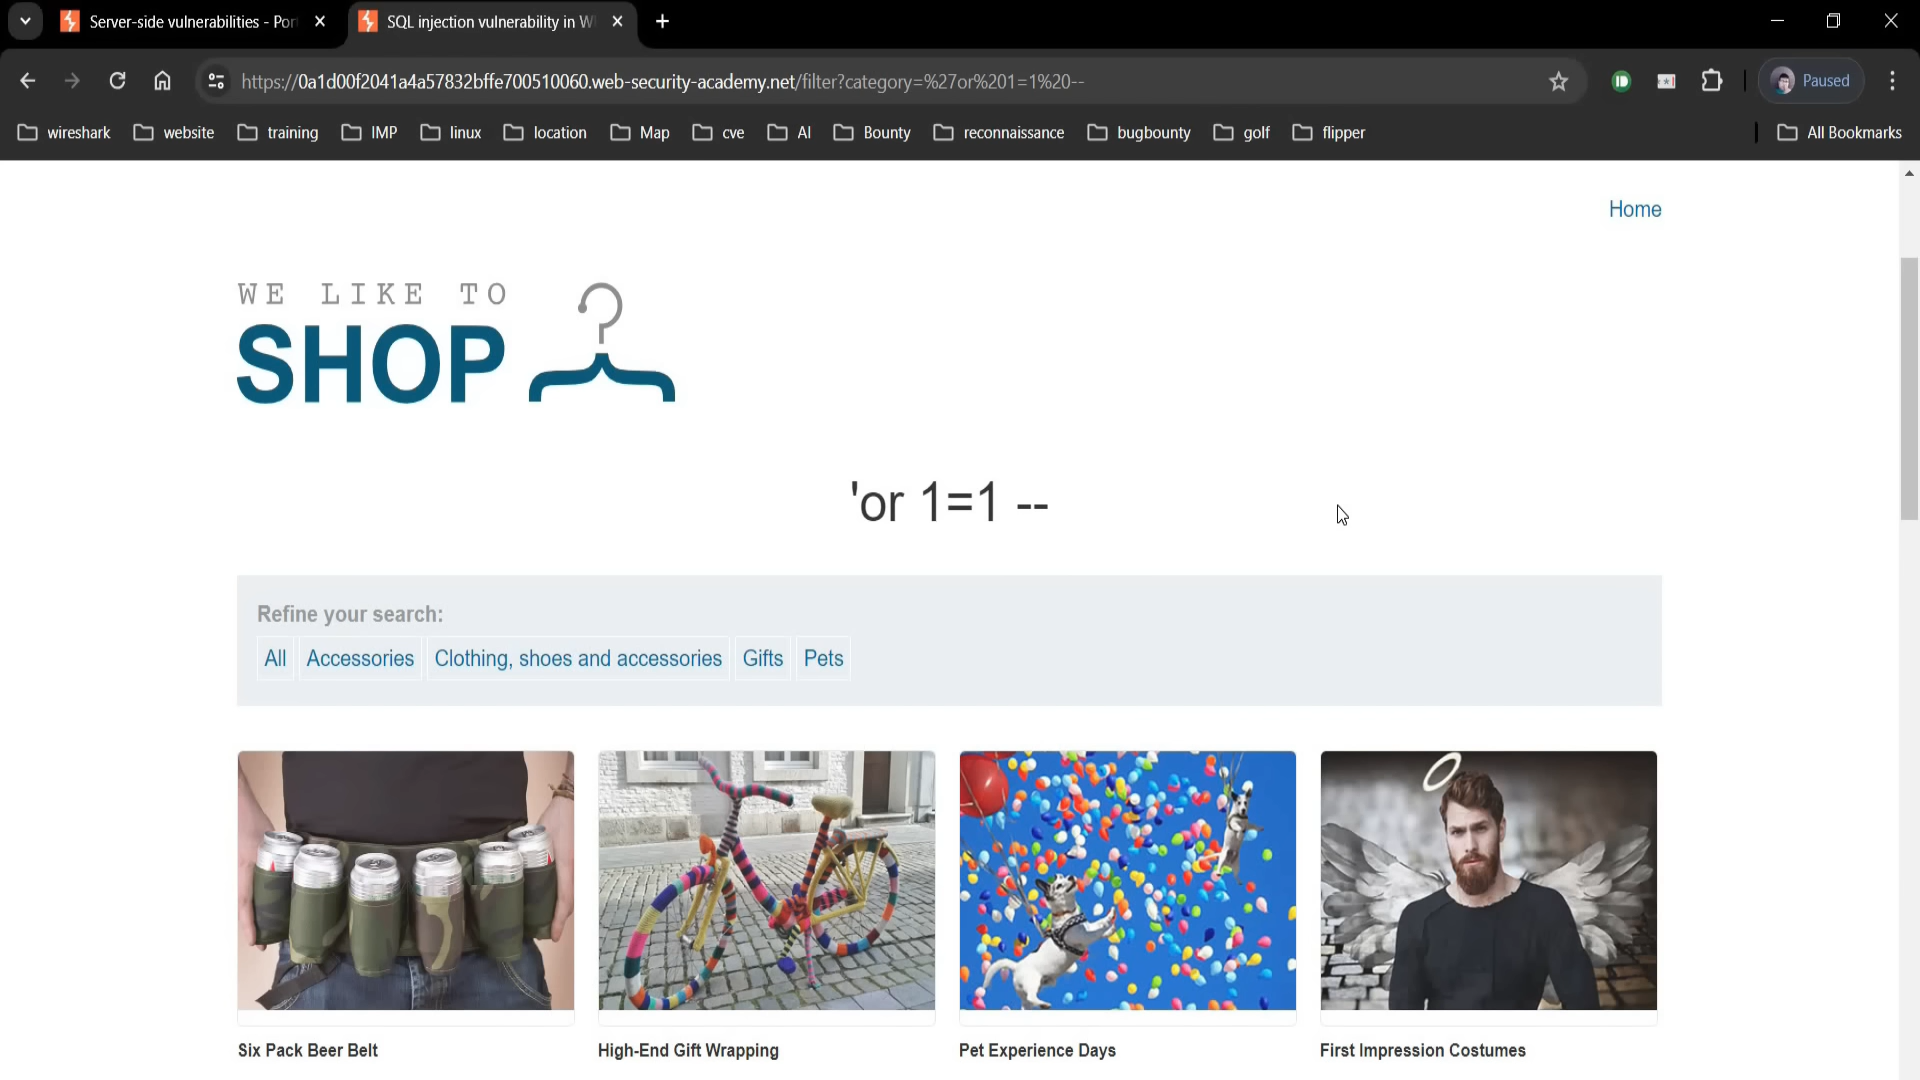 Server-side vulnerabilities - Por
SQL injection vulnerability in W
https://0a1d00f2041a4a57832bffe700510060.web-security-academy.net/filter?category=%27or%201=1%20--
Paused
wireshark website training IMP linux location Map cve AI Bounty reconnaissance bugbounty golf flipper All Bookmarks
Home
WE LIKE TO
SHOP
'or 1=1 --
Refine your search:
All Accessories Clothing, shoes and accessories Gifts Pets
Six Pack Beer Belt
High-End Gift Wrapping
Pet Experience Days
First Impression Costumes